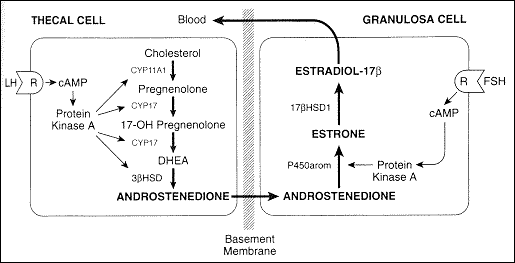 THECAL CELL
Blood
GRANULOSA CELL
LH
R
cAMP
Protein
Kinase A
Cholesterol
CYP11A1
Pregnenolone
CYP17
17-OH Pregnenolone
CYP17
DHEA
3βHSD
ANDROSTENEDIONE
Basement
Membrane
ESTRADIOL-17β
17βHSD1
ESTRONE
P450arom
ANDROSTENEDIONE
R
FSH
cAMP
Protein
Kinase A